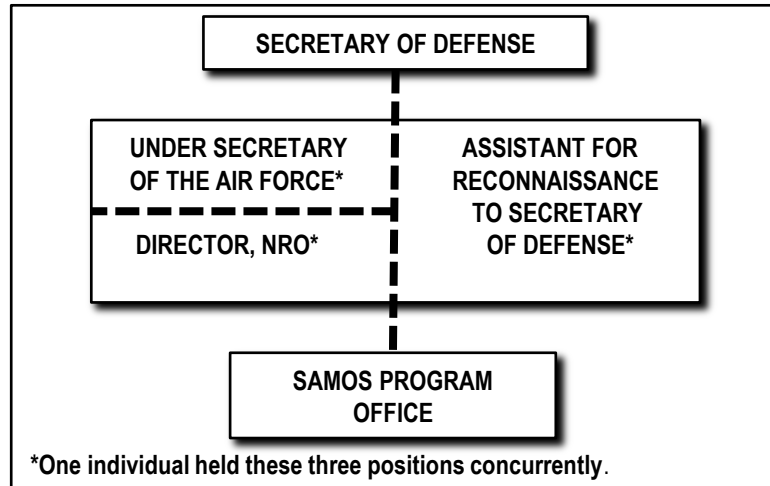 SECRETARY OF DEFENSE
UNDER SECRETARY
OF THE AIR FORCE*
DIRECTOR, NRO*
ASSISTANT FOR
RECONNAISSANCE
TO SECRETARY
OF DEFENSE*
SAMOS PROGRAM
OFFICE
*One individual held these three positions concurrently.